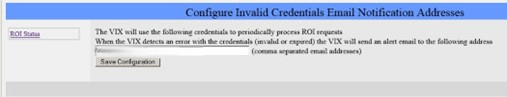 Configure Invalid Credentials Email Notification Addresses
ROI Status
The VIX will use the following credentials to periodically process ROI requests
When the VIX detects an error with the credentials (invalid or expired) the VIX will send an alert email to the following address
(comma separated email addresses)
Save Configuration